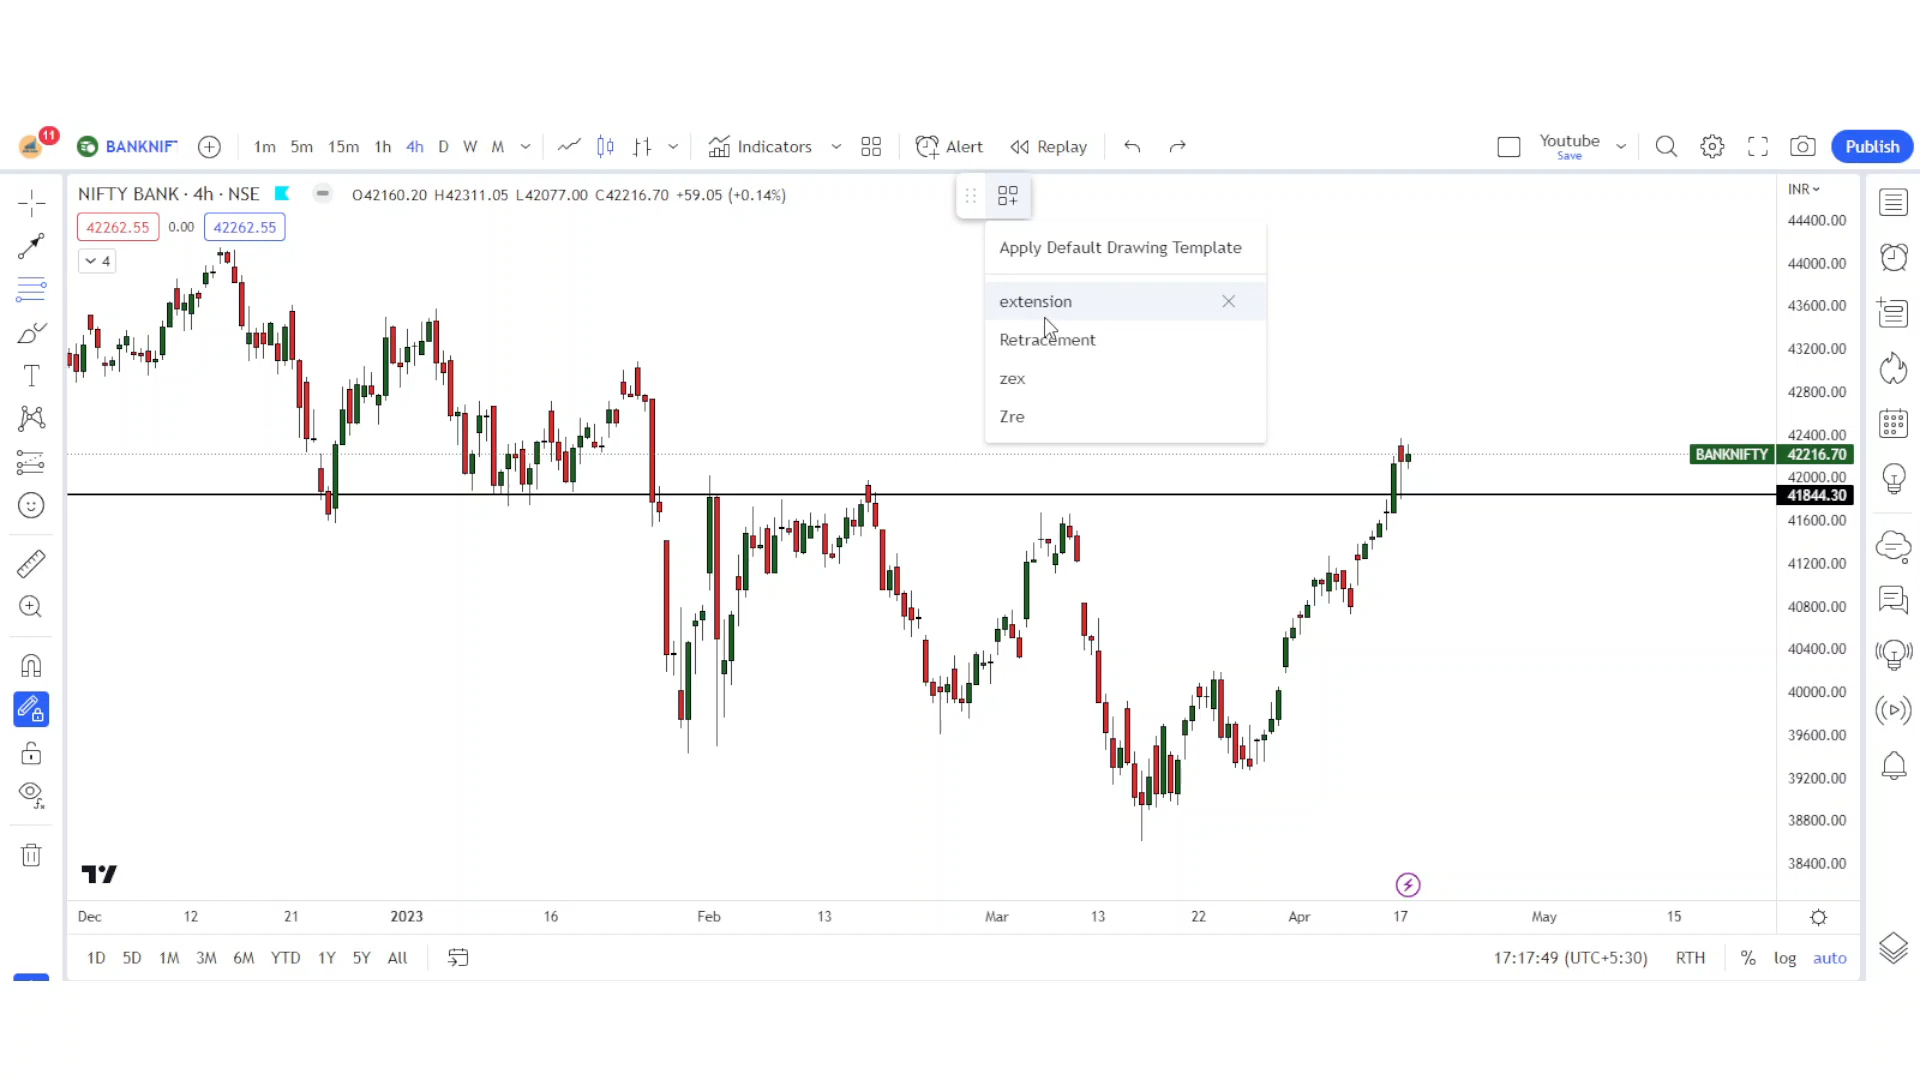 11
BANKNIF
1m 5m 15m 1h 4h D W M
Indicators
Alert
Replay
Youtube
Save
Publish
NIFTY BANK · 4h · NSE
O42160.20 H42311.05 L42077.00 C42216.70 +59.05 (+0.14%)
42262.55 0.00 42262.55
4
Apply Default Drawing Template
extension
Retracement
zex
Zre
INR
44400.00
44000.00
43600.00
43200.00
42800.00
42400.00
BANKNIFTY 42216.70
42000.00
41844.30
41600.00
41200.00
40800.00
40400.00
40000.00
39600.00
39200.00
38800.00
38400.00
Dec 12 21 2023 16 Feb 13 Mar 13 22 Apr 17 May 15
1D 5D 1M 3M 6M YTD 1Y 5Y All
17:17:49 (UTC+5:30) RTH % log auto